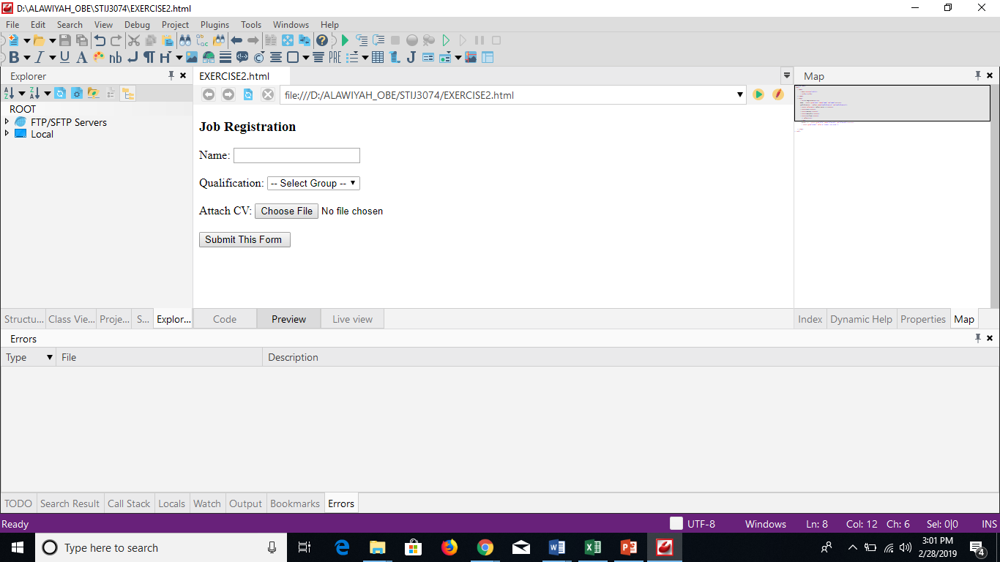 D:\ALAWIYAH_OBE\STIJ3074\EXERCISE2.html
File Edit Search View Debug Project Plugins Tools Windows Help
B I U A nb H PRE J
Explorer
EXERCISE2.html
Map
file:///D:/ALAWIYAH_OBE/STIJ3074/EXERCISE2.html
ROOT
FTP/SFTP Servers
Local
Job Registration
Name:
Qualification: -- Select Group --
Attach CV: Choose File No file chosen
Submit This Form
Structu... Class Vie... Proje... S... Explor...
Code Preview Live view
Index Dynamic Help Properties Map
Errors
Type File Description
TODO Search Result Call Stack Locals Watch Output Bookmarks Errors
Ready UTF-8 Windows Ln: 8 Col: 12 Ch: 6 Sel: 0|0 INS
Type here to search
3:01 PM
2/28/2019
4